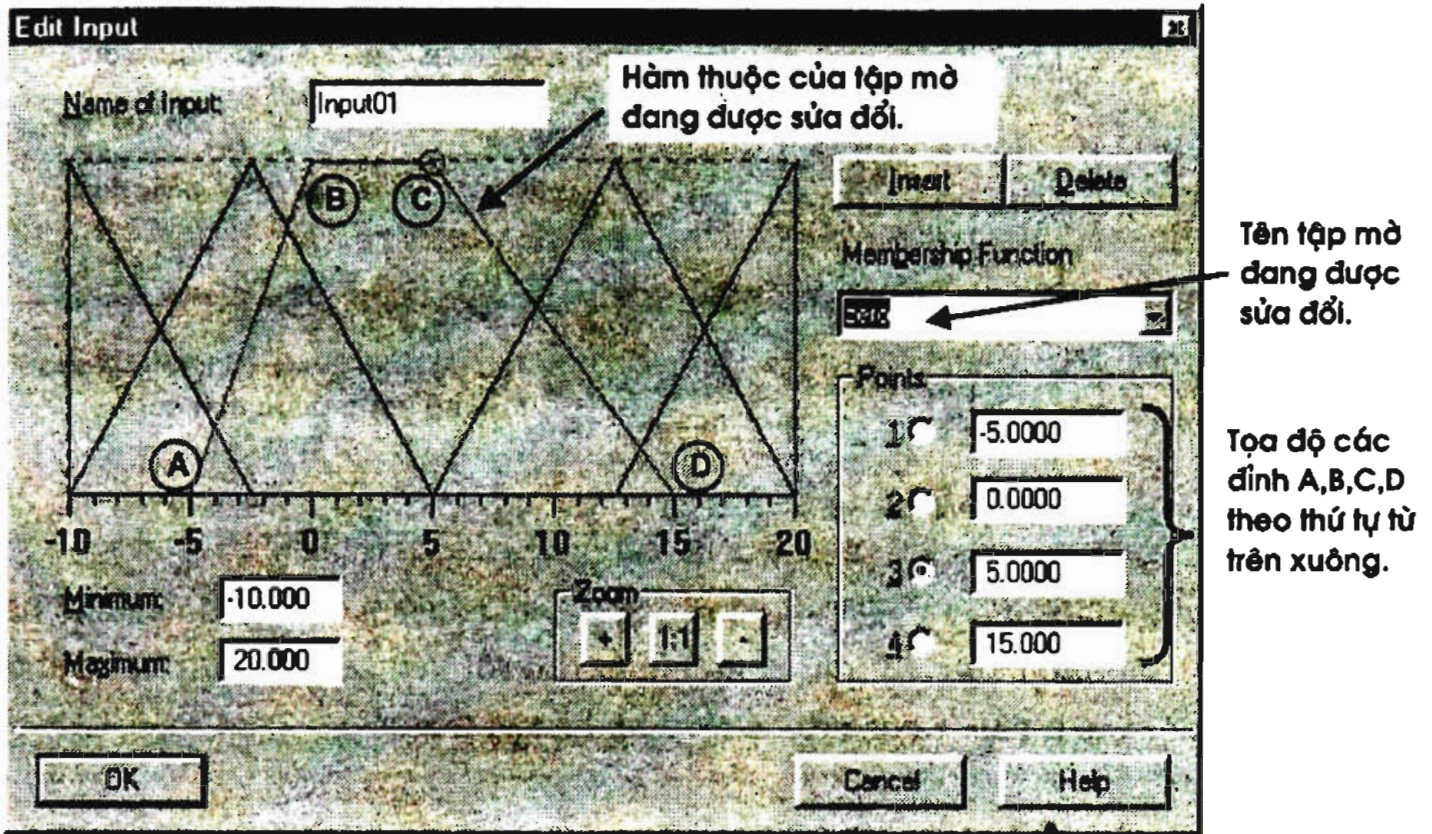 Edit Input
Name of input:
Input01
Hàm thuộc của tập mờ
đang được sửa đổi.
B
C
A
D
-10 -5 0 5 10 15 20
Insert
Delete
Membership Function
Tên tập mờ
đang được
sửa đổi.
Points
1 -5.0000
2 0.0000
3 5.0000
4 15.000
Tọa độ các
đỉnh A,B,C,D
theo thứ tự từ
trên xuông.
Minimum: -10.000
Maximum: 20.000
Zoom
+ 1:1 -
OK
Cancel
Help